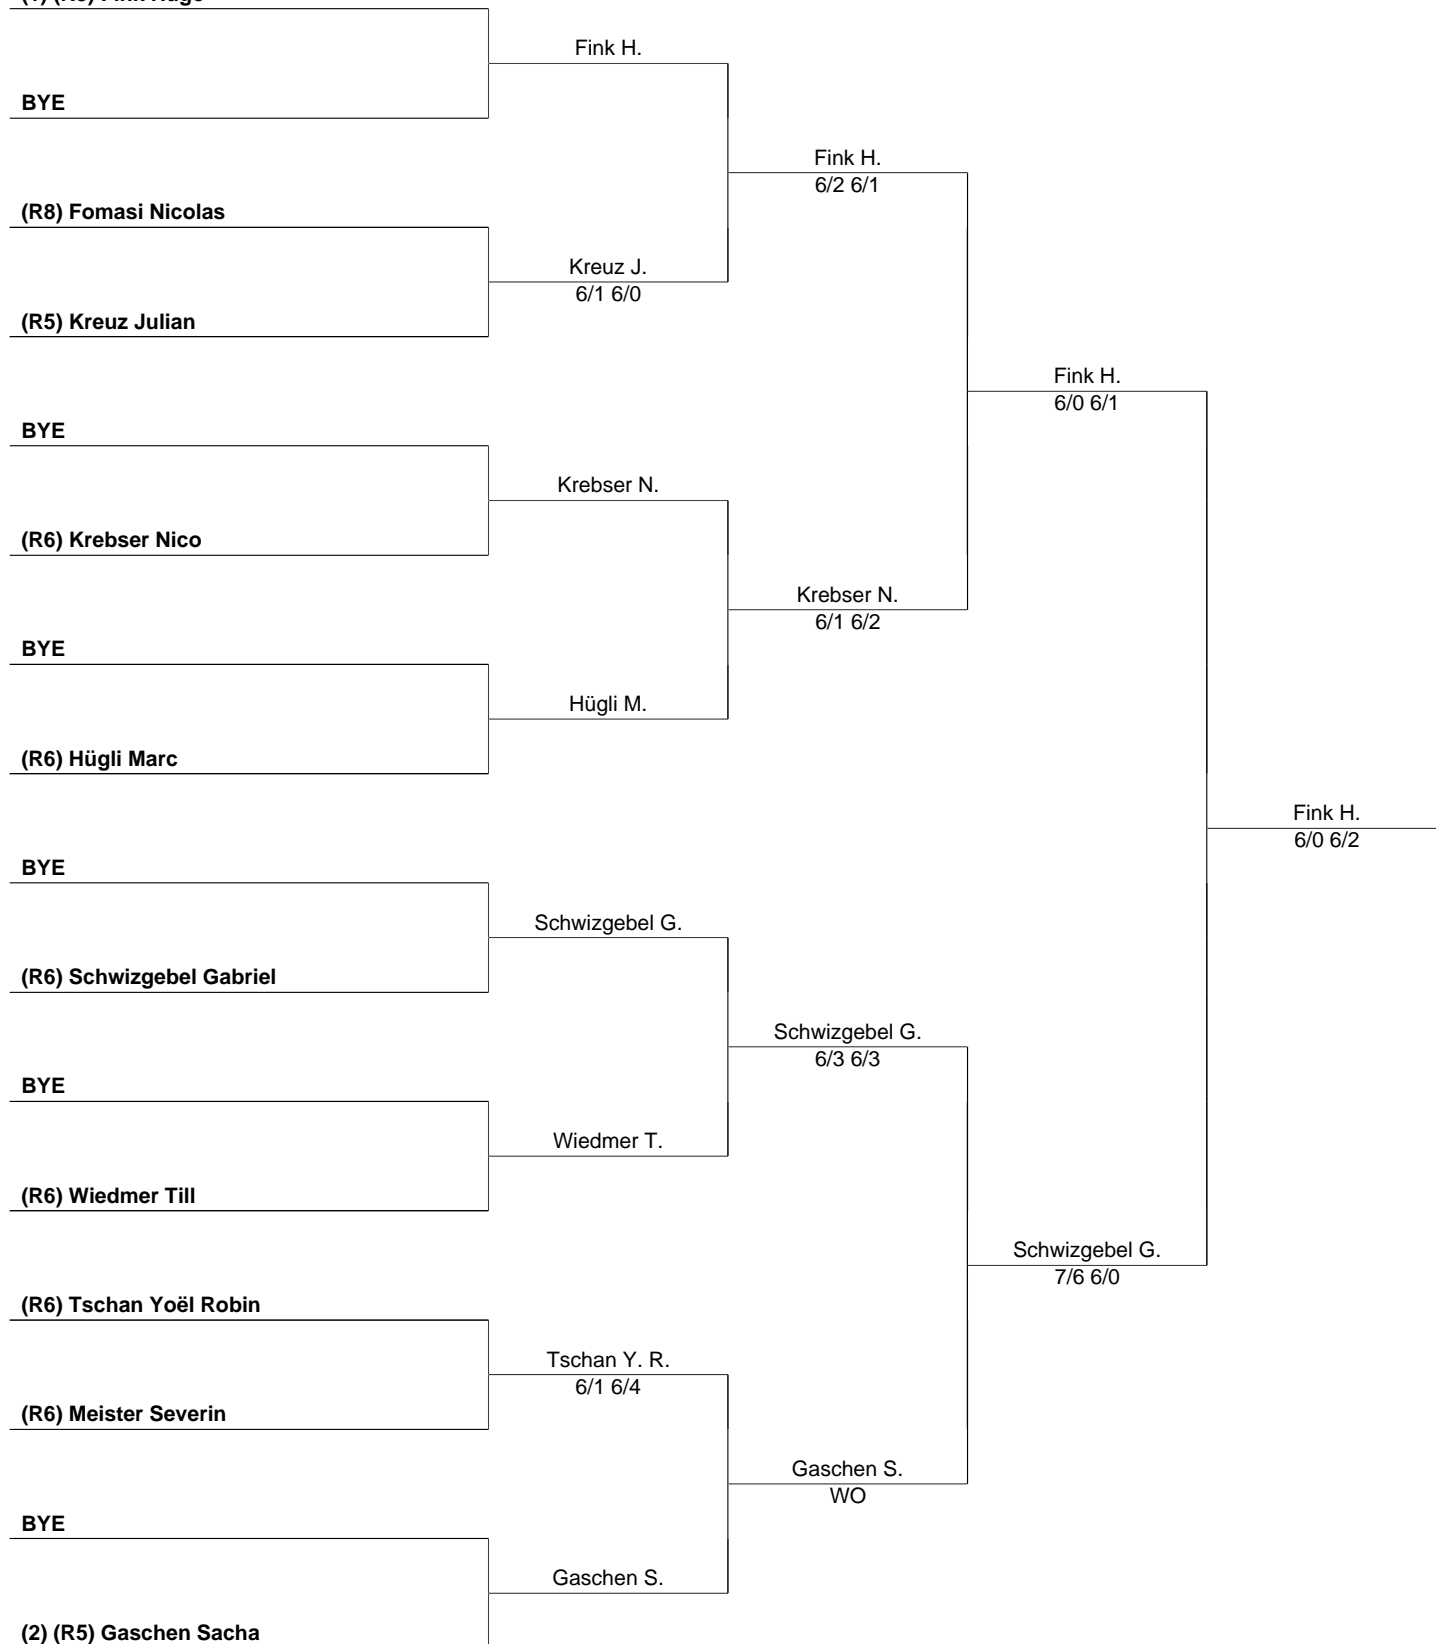 BYE
(R8) Fomasi Nicolas
(R5) Kreuz Julian
BYE
(R6) Krebser Nico
BYE
(R6) Hügli Marc
BYE
(R6) Schwizgebel Gabriel
BYE
(R6) Wiedmer Till
(R6) Tschan Yoël Robin
(R6) Meister Severin
BYE
(2) (R5) Gaschen Sacha
Fink H.
Kreuz J.
6/1 6/0
Krebser N.
Hügli M.
Schwizgebel G.
Wiedmer T.
Tschan Y. R.
6/1 6/4
Gaschen S.
Fink H.
6/2 6/1
Krebser N.
6/1 6/2
Schwizgebel G.
6/3 6/3
Gaschen S.
WO
Fink H.
6/0 6/1
Schwizgebel G.
7/6 6/0
Fink H.
6/0 6/2